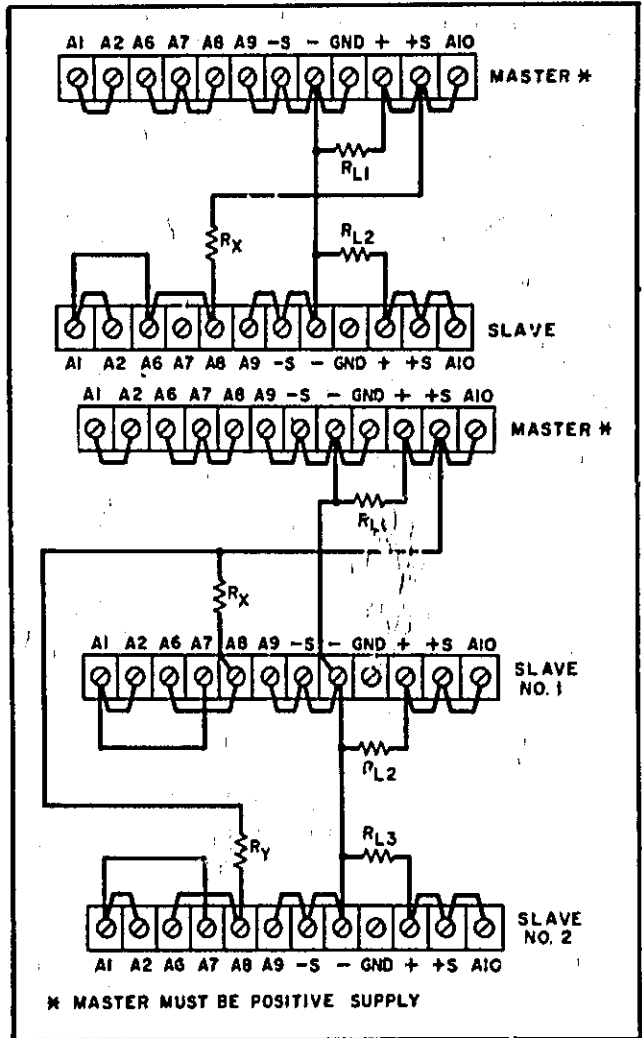 A1 A2 A6 A7 A8 A9 -S - GND + +S A10
MASTER *
RL1
RX
RL2
SLAVE
A1 A2 A6 A7 A8 A9 -S - GND + +S A10
A1 A2 A6 A7 A8 A9 -S - GND + +S A10
MASTER *
RL1
RX
A1 A2 A6 A7 A8 A9 -S - GND + +S A10
SLAVE
NO. 1
RL2
RY
RL3
SLAVE
NO. 2
A1 A2 A6 A7 A8 A9 -S - GND + +S A10
* MASTER MUST BE POSITIVE SUPPLY